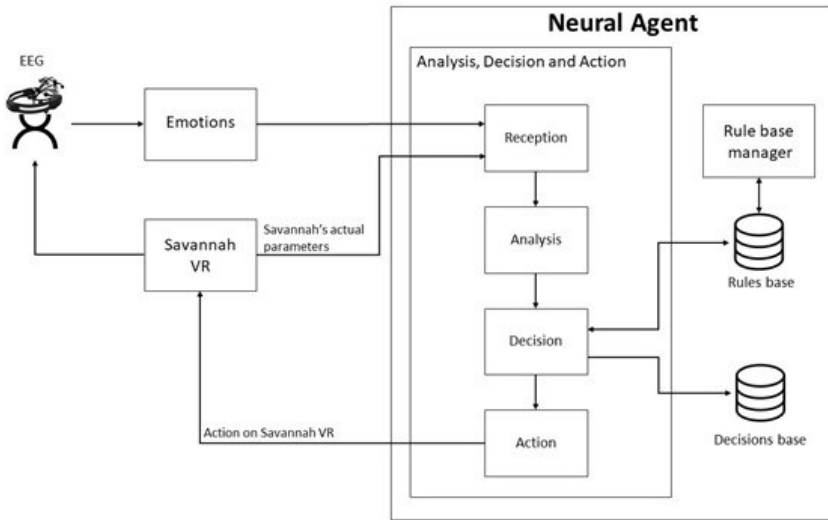 Neural Agent
EEG
Analysis, Decision and Action
Emotions
Reception
Rule base
manager
Savannah
VR
Savannah's actual
parameters
Analysis
Rules base
Decision
Action on Savannah VR
Action
Decisions base